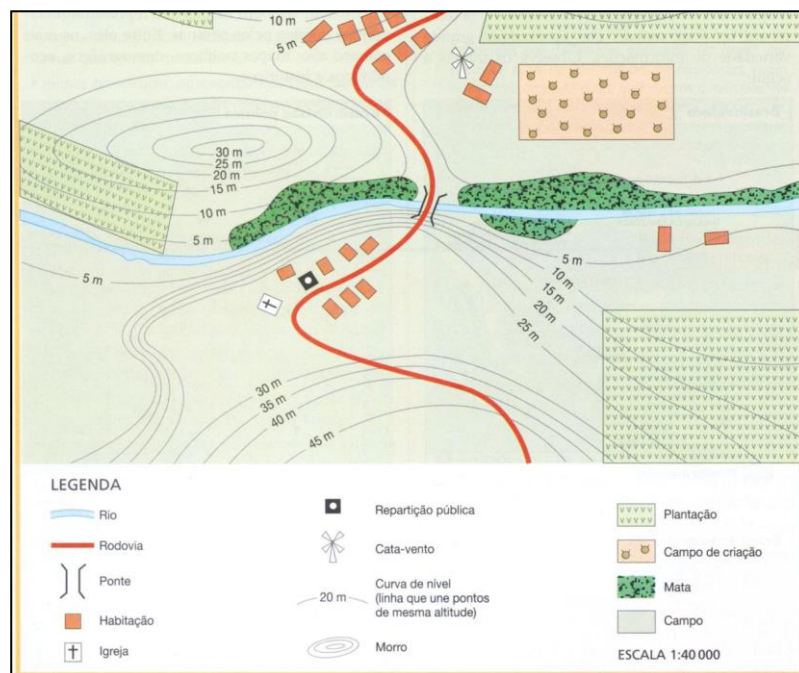 10 m
10 m
5 m
30 m
25 m
20 m
15 m
10 m
5 m
5 m
5 m
10 m
15 m
20 m
25 m
30 m
35 m
40 m
45 m
LEGENDA
Rio
Rodovia
Ponte
Habitação
Igreja
Repartição pública
Cata-vento
20 m
Curva de nível
(linha que une pontos
de mesma altitude)
Morro
Plantação
Campo de criação
Mata
Campo
ESCALA 1:40 000